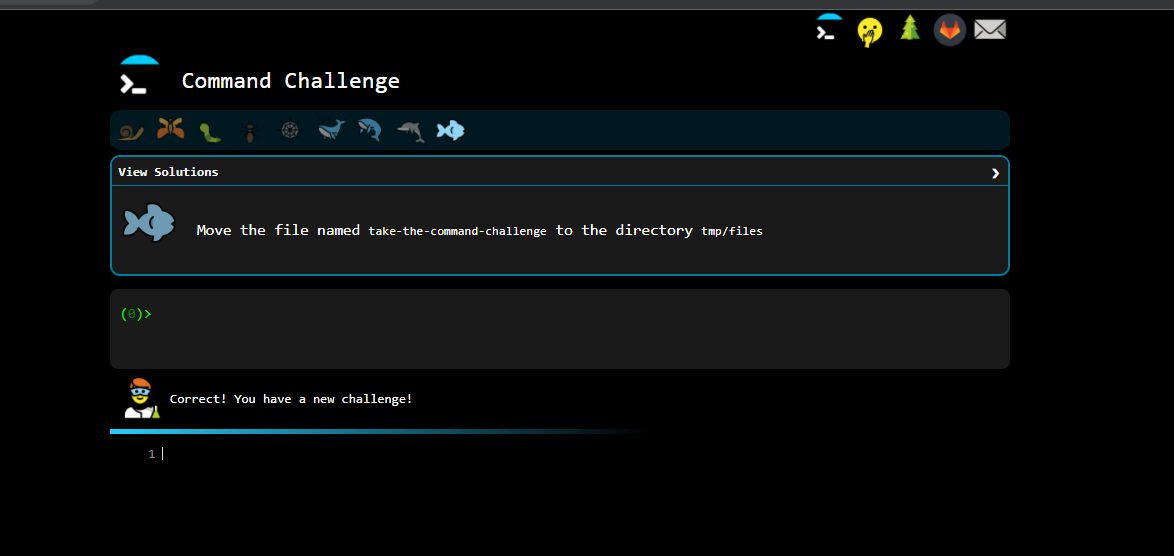 Command Challenge
View Solutions
Move the file named take-the-command-challenge to the directory tmp/files
(0)>
Correct! You have a new challenge!
1